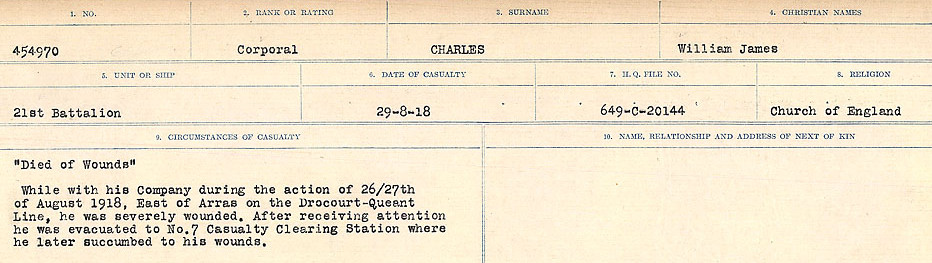 1. NO. 2. RANK OR RATING 3. SURNAME 4. CHRISTIAN NAMES
454970 Corporal CHARLES William James
5. UNIT OR SHIP 6. DATE OF CASUALTY 7. H.Q. FILE NO. 8. RELIGION
21st Battalion 29-8-18 649-C-20144 Church of England
9. CIRCUMSTANCES OF CASUALTY 10. NAME, RELATIONSHIP AND ADDRESS OF NEXT OF KIN
"Died of Wounds"
While with his Company during the action of 26/27th
of August 1918, East of Arras on the Drocourt-Queant
Line, he was severely wounded. After receiving attention
he was evacuated to No.7 Casualty Clearing Station where
he later succumbed to his wounds.